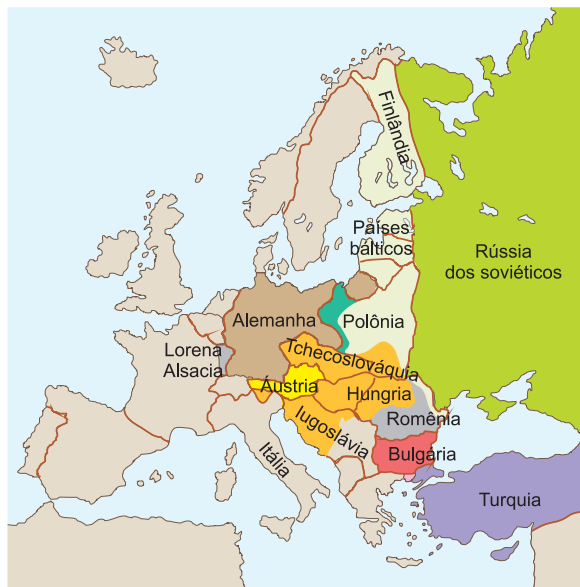 Finlândia
Países
bálticos
Rússia
dos soviéticos
Alemanha
Polônia
Lorena
Alsacia
Tchecoslováquia
Áustria
Hungria
Romênia
Iugoslávia
Itália
Bulgária
Turquia